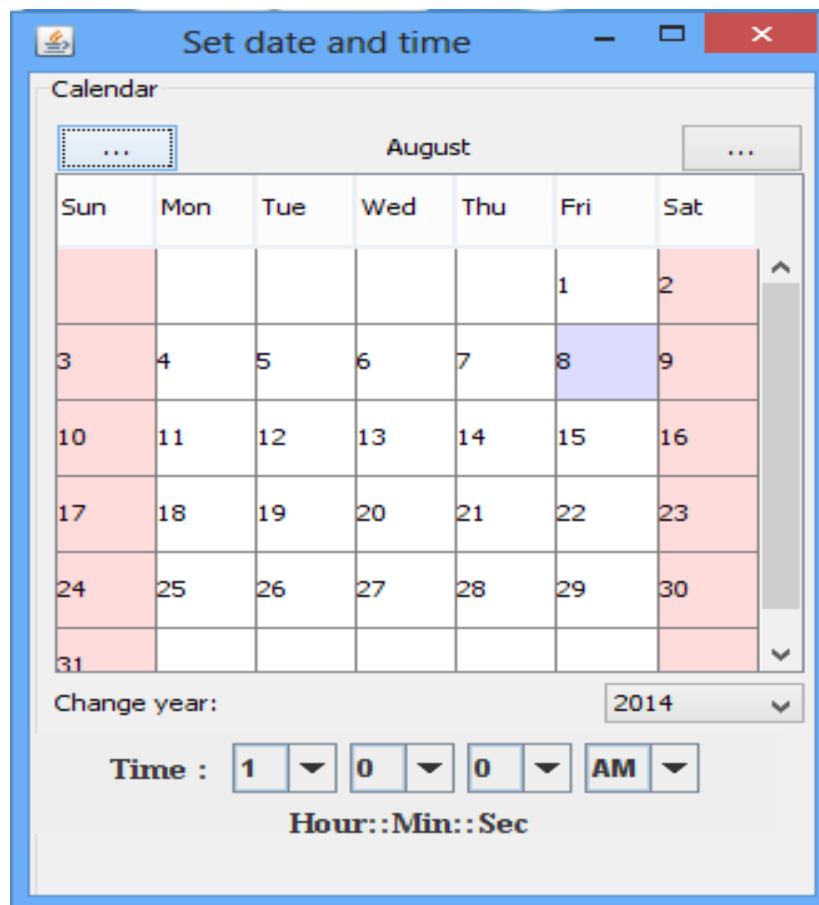 Set date and time
Calendar
... August ...
Sun Mon Tue Wed Thu Fri Sat
1 2
3 4 5 6 7 8 9
10 11 12 13 14 15 16
17 18 19 20 21 22 23
24 25 26 27 28 29 30
31
Change year: 2014
Time : 1 0 0 AM
Hour::Min::Sec